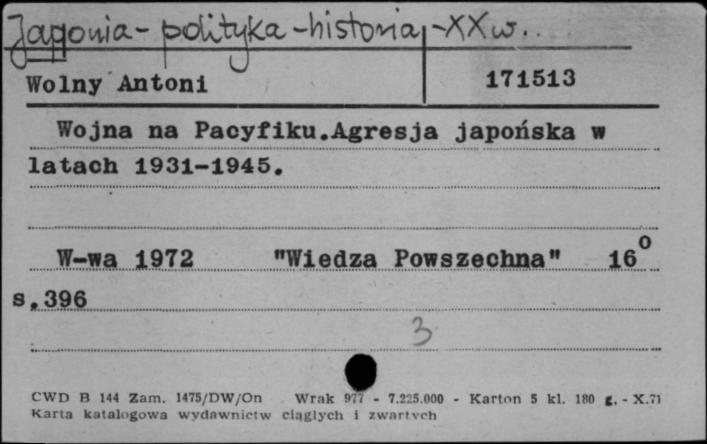 Japonia - polityka - historia - XX w.
Wolny Antoni 171513
Wojna na Pacyfiku.Agresja japońska w
latach 1931-1945.
W-wa 1972 "Wiedza Powszechna" 16°
s.396
3
CWD B 144 Zam. 1475/DW/On Wrak 977 - 7.225.000 - Karton 5 kl. 180 g. - X.71
Karta katalogowa wydawnictw ciągłych i zwartych